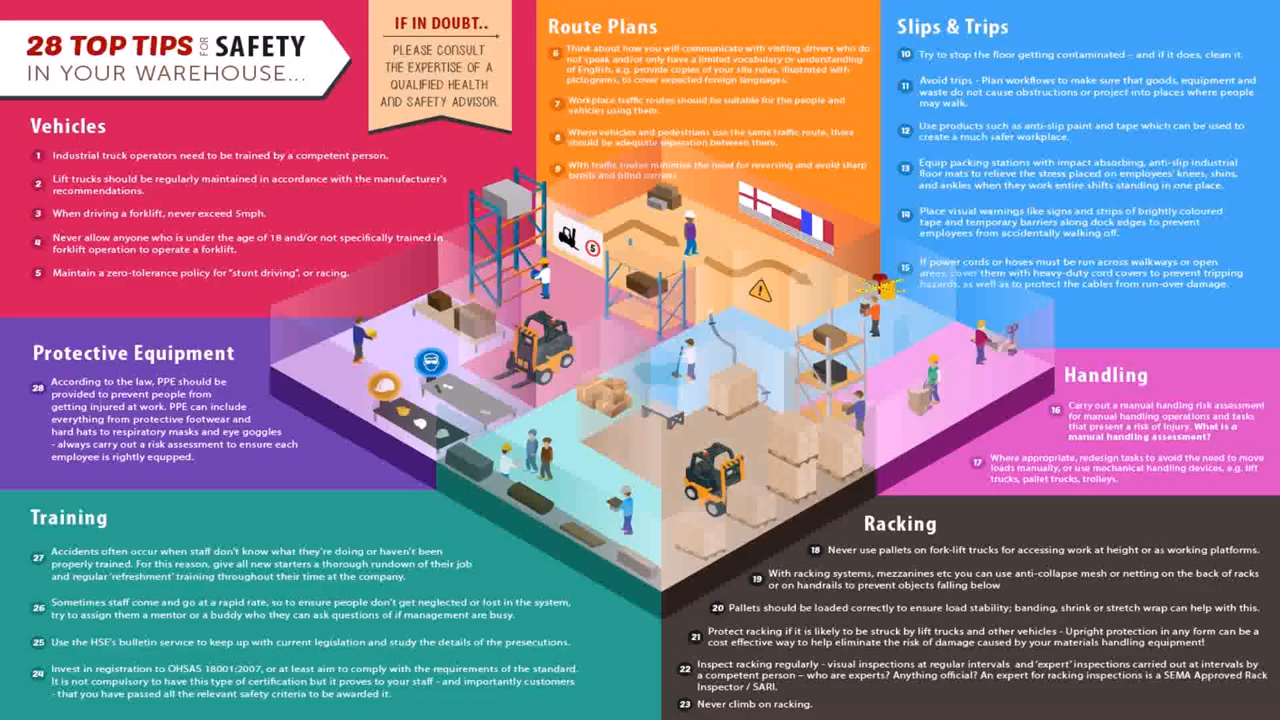 28 TOP TIPS FOR SAFETY
IN YOUR WAREHOUSE...
IF IN DOUBT..
PLEASE CONSULT
THE EXPERTISE OF A
QUALIFIED HEALTH
AND SAFETY ADVISOR.
Vehicles
1 Industrial truck operators need to be trained by a competent person.
2 Lift trucks should be regularly maintained in accordance with the manufacturer's
recommendations.
3 When driving a forklift, never exceed 5mph.
4 Never allow anyone who is under the age of 18 and/or not specifically trained in
forklift operation to operate a forklift.
5 Maintain a zero-tolerance policy for "stunt driving", or racing.
Route Plans
6 Think about how you will communicate with visiting drivers who do
not speak and/or only have a limited vocabulary or understanding
of English, e.g. provide copies of your site rules, illustrated with
pictograms, to cover expected foreign languages.
7 Workplace traffic routes should be suitable for the people and
vehicles using them.
8 Where vehicles and pedestrians use the same traffic route, there
should be adequate seperation between them.
9 With traffic routes minimise the need for reversing and avoid sharp
bends and blind corners.
5
Slips & Trips
10 Try to stop the floor getting contaminated – and if it does, clean it.
11 Avoid trips - Plan workflows to make sure that goods, equipment and
waste do not cause obstructions or project into places where people
may walk.
12 Use products such as anti-slip paint and tape which can be used to
create a much safer workplace.
13 Equip packing stations with impact absorbing, anti-slip industrial
floor mats to relieve the stress placed on employees' knees, shins,
and ankles when they work entire shifts standing in one place.
14 Place visual warnings like signs and strips of brightly coloured
tape and temporary barriers along dock edges to prevent
employees from accidentally walking off.
15 If power cords or hoses must be run across walkways or open
areas, cover them with heavy-duty cord covers to prevent tripping
hazards, as well as to protect the cables from run-over damage.
Handling
16 Carry out a manual handing risk assessment
for manual handling operations and tasks
that present a risk of injury. What is a
manual handling assessment?
17 Where appropriate, redesign tasks to avoid the need to move
loads manually, or use mechanical handling devices, e.g. lift
trucks, pallet trucks, trolleys.
Racking
18 Never use pallets on fork-lift trucks for accessing work at height or as working platforms.
19 With racking systems, mezzanines etc you can use anti-collapse mesh or netting on the back of racks
or on handrails to prevent objects falling below
20 Pallets should be loaded correctly to ensure load stability; banding, shrink or stretch wrap can help with this.
21 Protect racking if it is likely to be struck by lift trucks and other vehicles - Upright protection in any form can be a
cost effective way to help eliminate the risk of damage caused by your materials handling equipment!
22 Inspect racking regularly - visual inspections at regular intervals and 'expert' inspections carried out at intervals by
a competent person – who are experts? Anything official? An expert for racking inspections is a SEMA Approved Rack
Inspector / SARI.
23 Never climb on racking.
Protective Equipment
28 According to the law, PPE should be
provided to prevent people from
getting injured at work. PPE can include
everything from protective footwear and
hard hats to respiratory masks and eye goggles
- always carry out a risk assessment to ensure each
employee is rightly equpped.
Training
27 Accidents often occur when staff don't know what they're doing or haven't been
properly trained. For this reason, give all new starters a thorough rundown of their job
and regular 'refreshment' training throughout their time at the company.
26 Sometimes staff come and go at a rapid rate, so to ensure people don't get neglected or lost in the system,
try to assign them a mentor or a buddy who they can ask questions of if management are busy.
25 Use the HSE's bulletin service to keep up with current legislation and study the details of the presecutions.
24 Invest in registration to OHSAS 18001:2007, or at least aim to comply with the requirements of the standard.
It is not compulsory to have this type of certification but it proves to your staff - and importantly customers
- that you have passed all the relevant safety criteria to be awarded it.